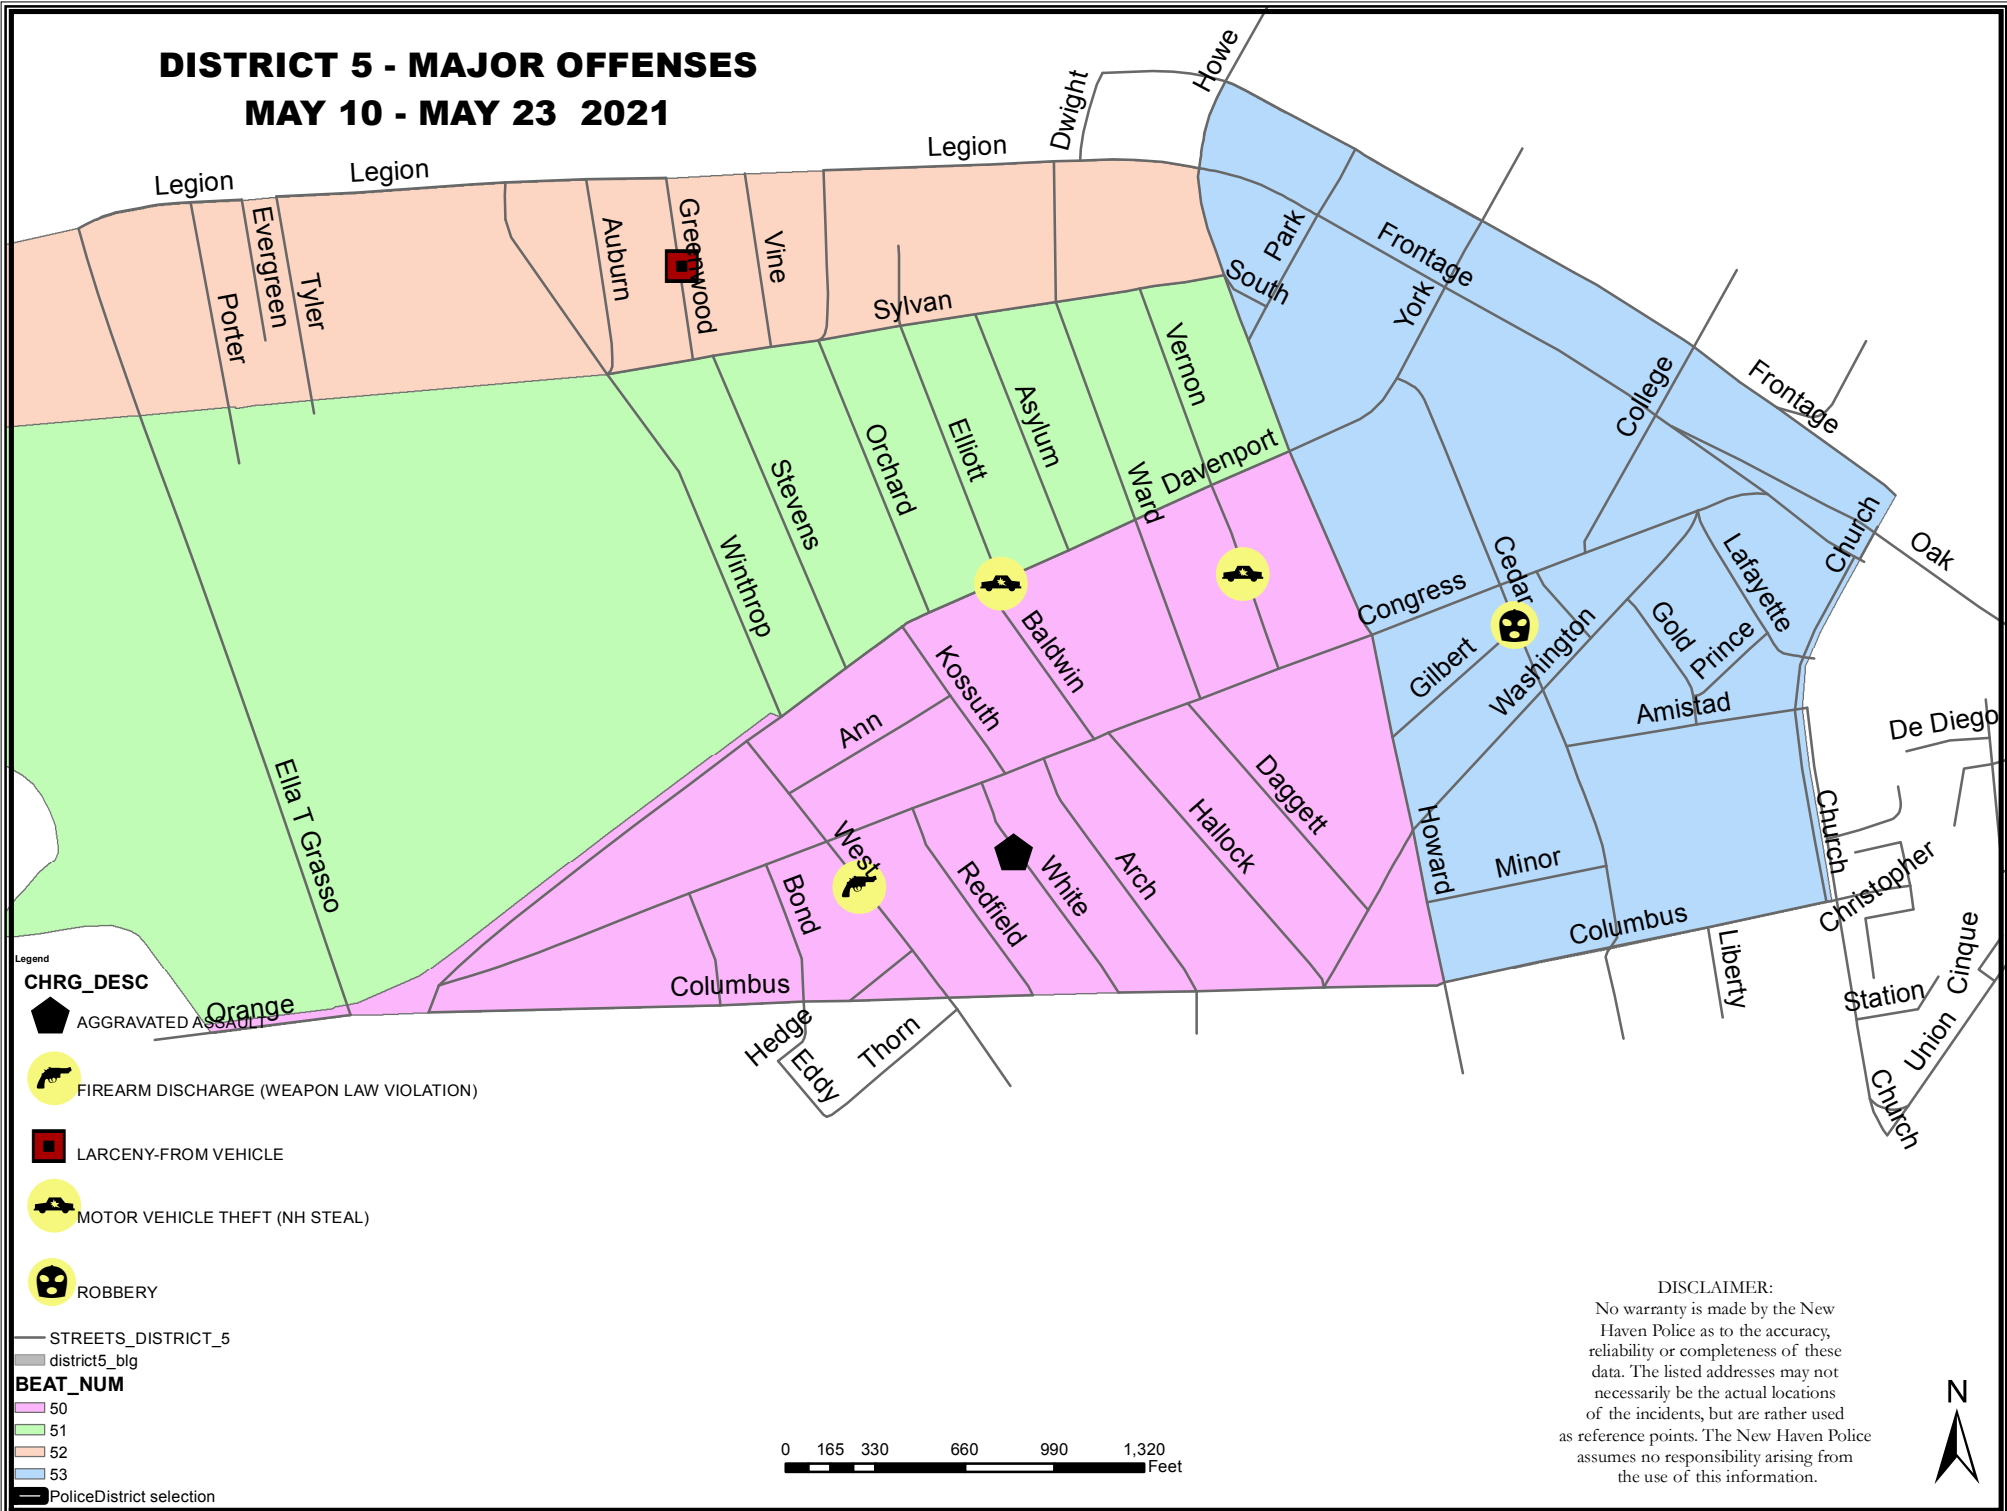 DISTRICT 5 - MAJOR OFFENSES
MAY 10 - MAY 23 2021
Howe
Dwight
Legion
Legion
Legion
Evergreen
Porter
Tyler
Auburn
Greenwood
Vine
Sylvan
Park
South
Frontage
York
College
Frontage
Vernon
Asylum
Elliott
Orchard
Stevens
Winthrop
Ward
Davenport
Church
Oak
Cedar
Congress
Lafayette
Gold
Prince
Washington
Gilbert
Amistad
Baldwin
Kossuth
Ann
De Diego
Ella T Grasso
Daggett
Hallock
Howard
Church
West
Minor
Christopher
Arch
White
Redfield
Bond
Columbus
Columbus
Liberty
Cinque
Station
Union
Church
Orange
Hedge
Eddy
Thorn
Legend
CHRG_DESC
AGGRAVATED ASSAULT
FIREARM DISCHARGE (WEAPON LAW VIOLATION)
LARCENY-FROM VEHICLE
MOTOR VEHICLE THEFT (NH STEAL)
ROBBERY
STREETS_DISTRICT_5
district5_blg
BEAT_NUM
50
51
52
53
PoliceDistrict selection
0 165 330 660 990 1,320
Feet
DISCLAIMER:
No warranty is made by the New
Haven Police as to the accuracy,
reliability or completeness of these
data. The listed addresses may not
necessarily be the actual locations
of the incidents, but are rather used
as reference points. The New Haven Police
assumes no responsibility arising from
the use of this information.
N